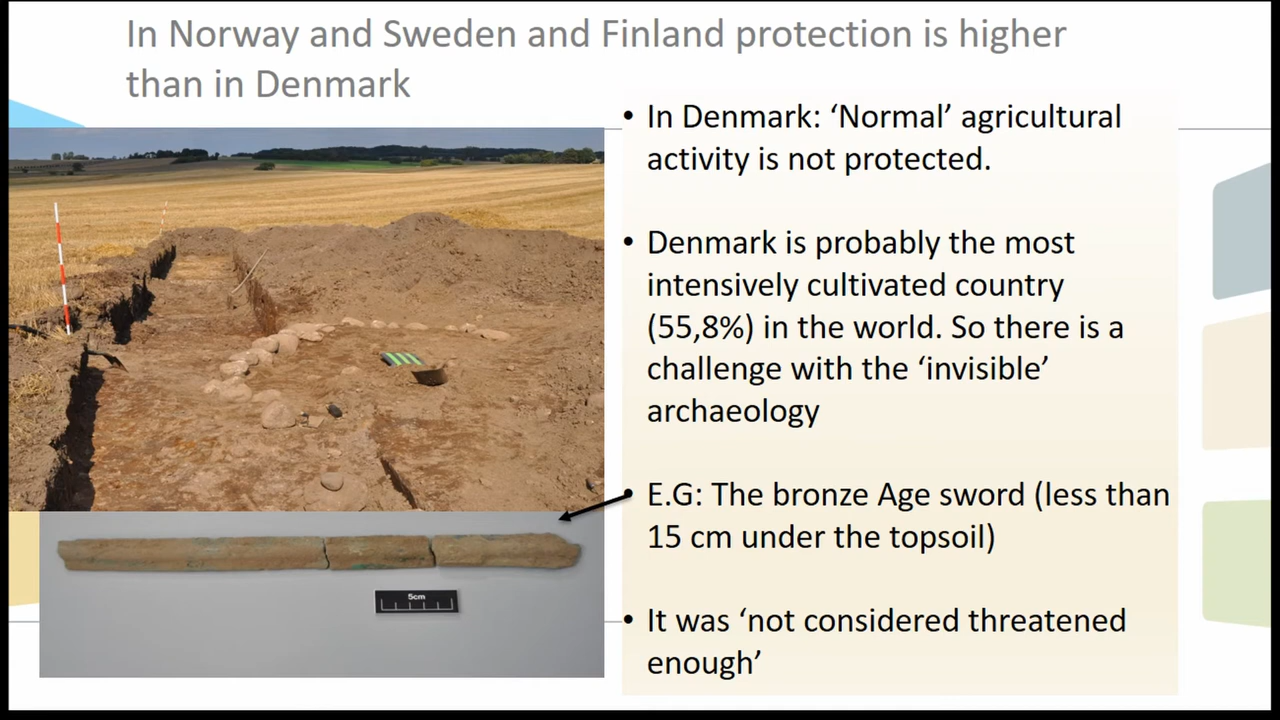 In Norway and Sweden and Finland protection is higher
than in Denmark
• In Denmark: ‘Normal’ agricultural
activity is not protected.
• Denmark is probably the most
intensively cultivated country
(55,8%) in the world. So there is a
challenge with the ‘invisible’
archaeology
• E.G: The bronze Age sword (less than
15 cm under the topsoil)
• It was ‘not considered threatened
enough’
5cm